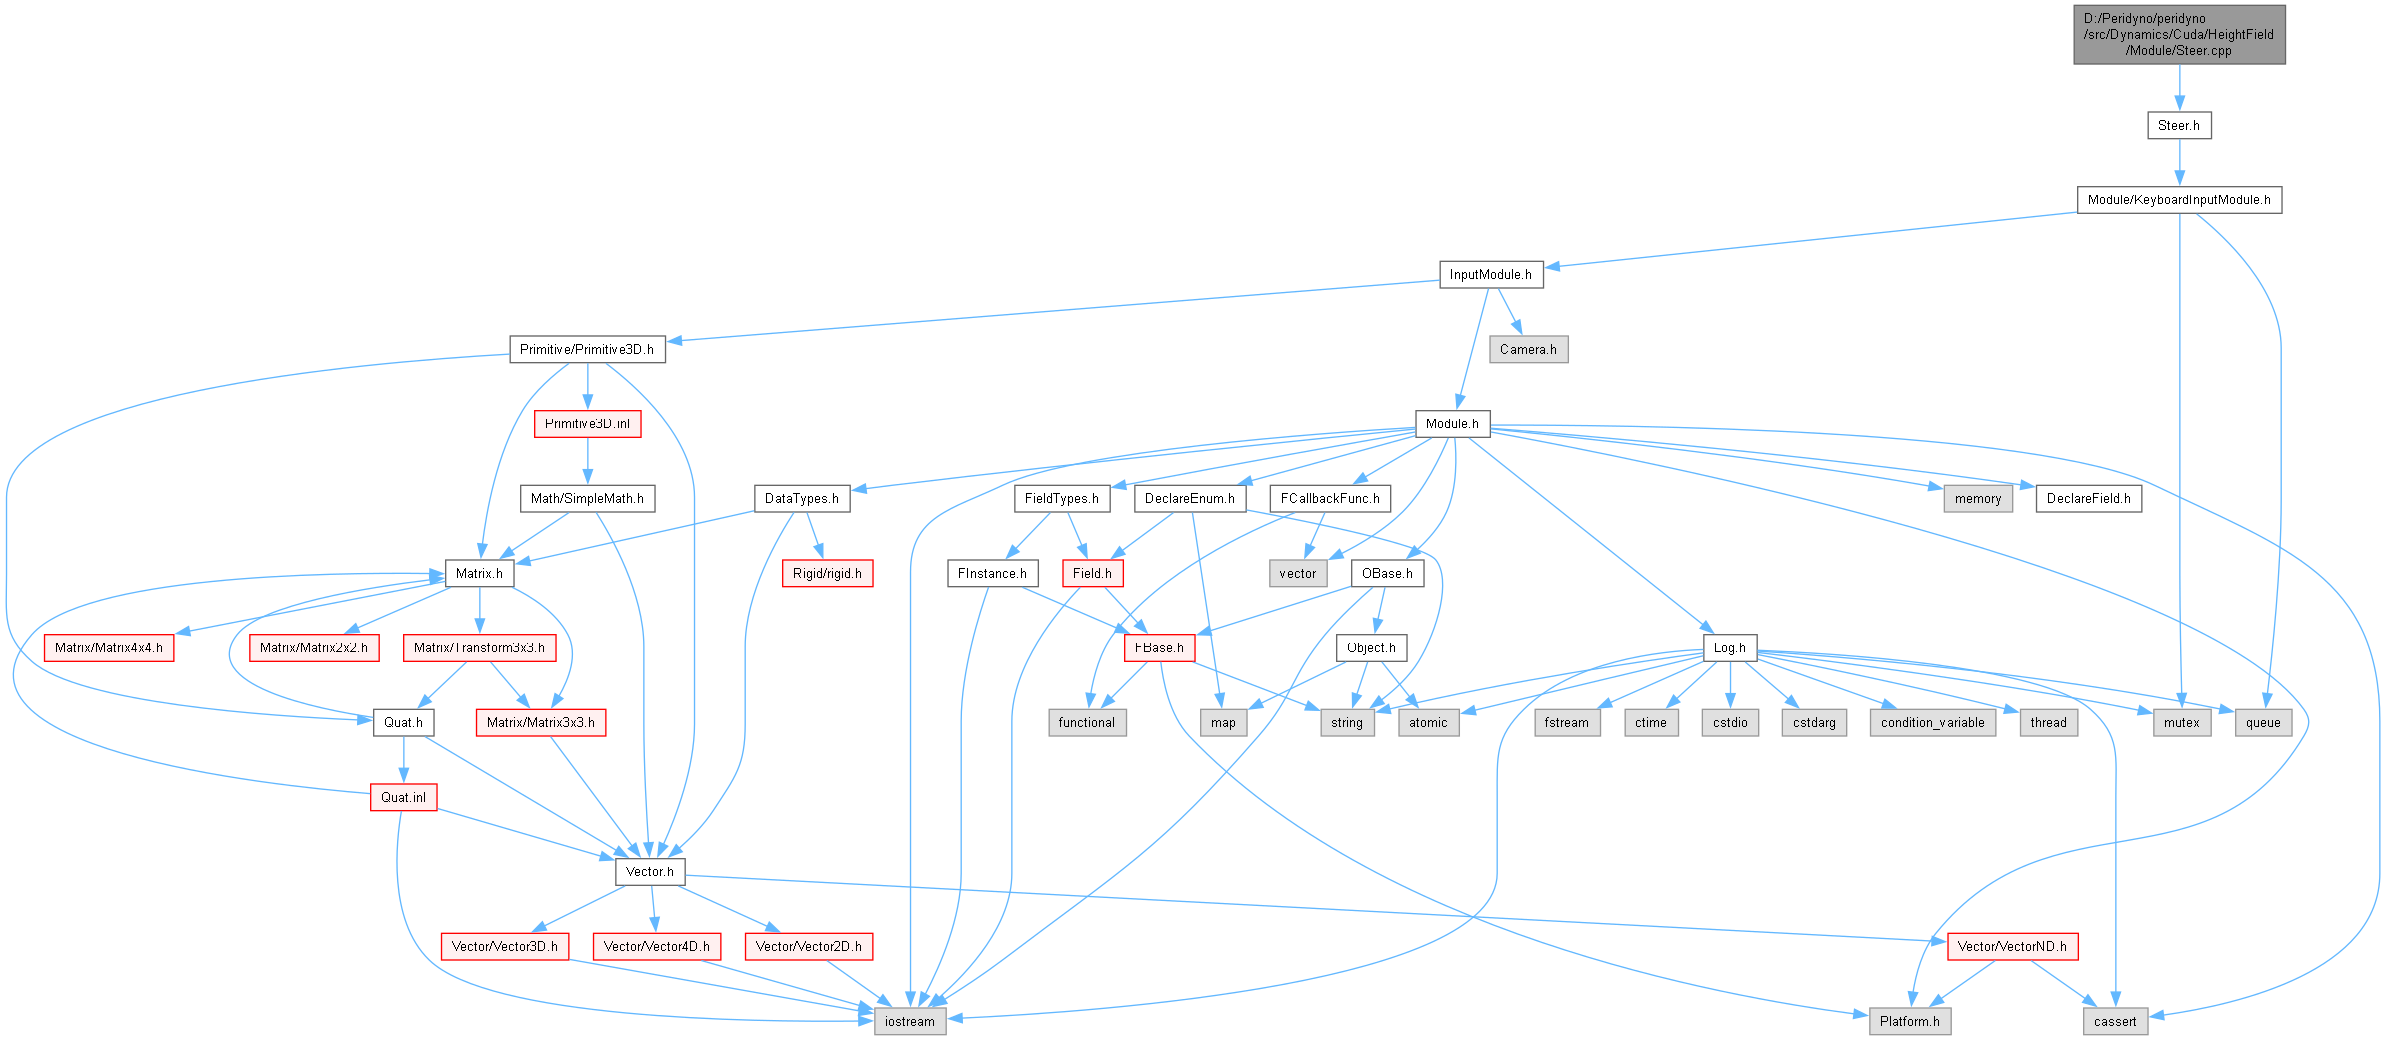 D:/Peridyno/peridyno
/src/Dynamics/Cuda/HeightField
/Module/Steer.cpp
Steer.h
Module/KeyboardInputModule.h
InputModule.h
Primitive/Primitive3D.h
Camera.h
Primitive3D.inl
Module.h
Math/SimpleMath.h
DataTypes.h
FieldTypes.h
DeclareEnum.h
FCallbackFunc.h
memory
DeclareField.h
Matrix.h
Rigid/rigid.h
FInstance.h
Field.h
vector
OBase.h
Matrix/Matrix4x4.h
Matrix/Matrix2x2.h
Matrix/Transform3x3.h
FBase.h
Object.h
Log.h
Quat.h
Matrix/Matrix3x3.h
functional
map
string
atomic
fstream
ctime
cstdio
cstdarg
condition_variable
thread
mutex
queue
Quat.inl
Vector.h
Vector/Vector3D.h
Vector/Vector4D.h
Vector/Vector2D.h
Vector/VectorND.h
iostream
Platform.h
cassert